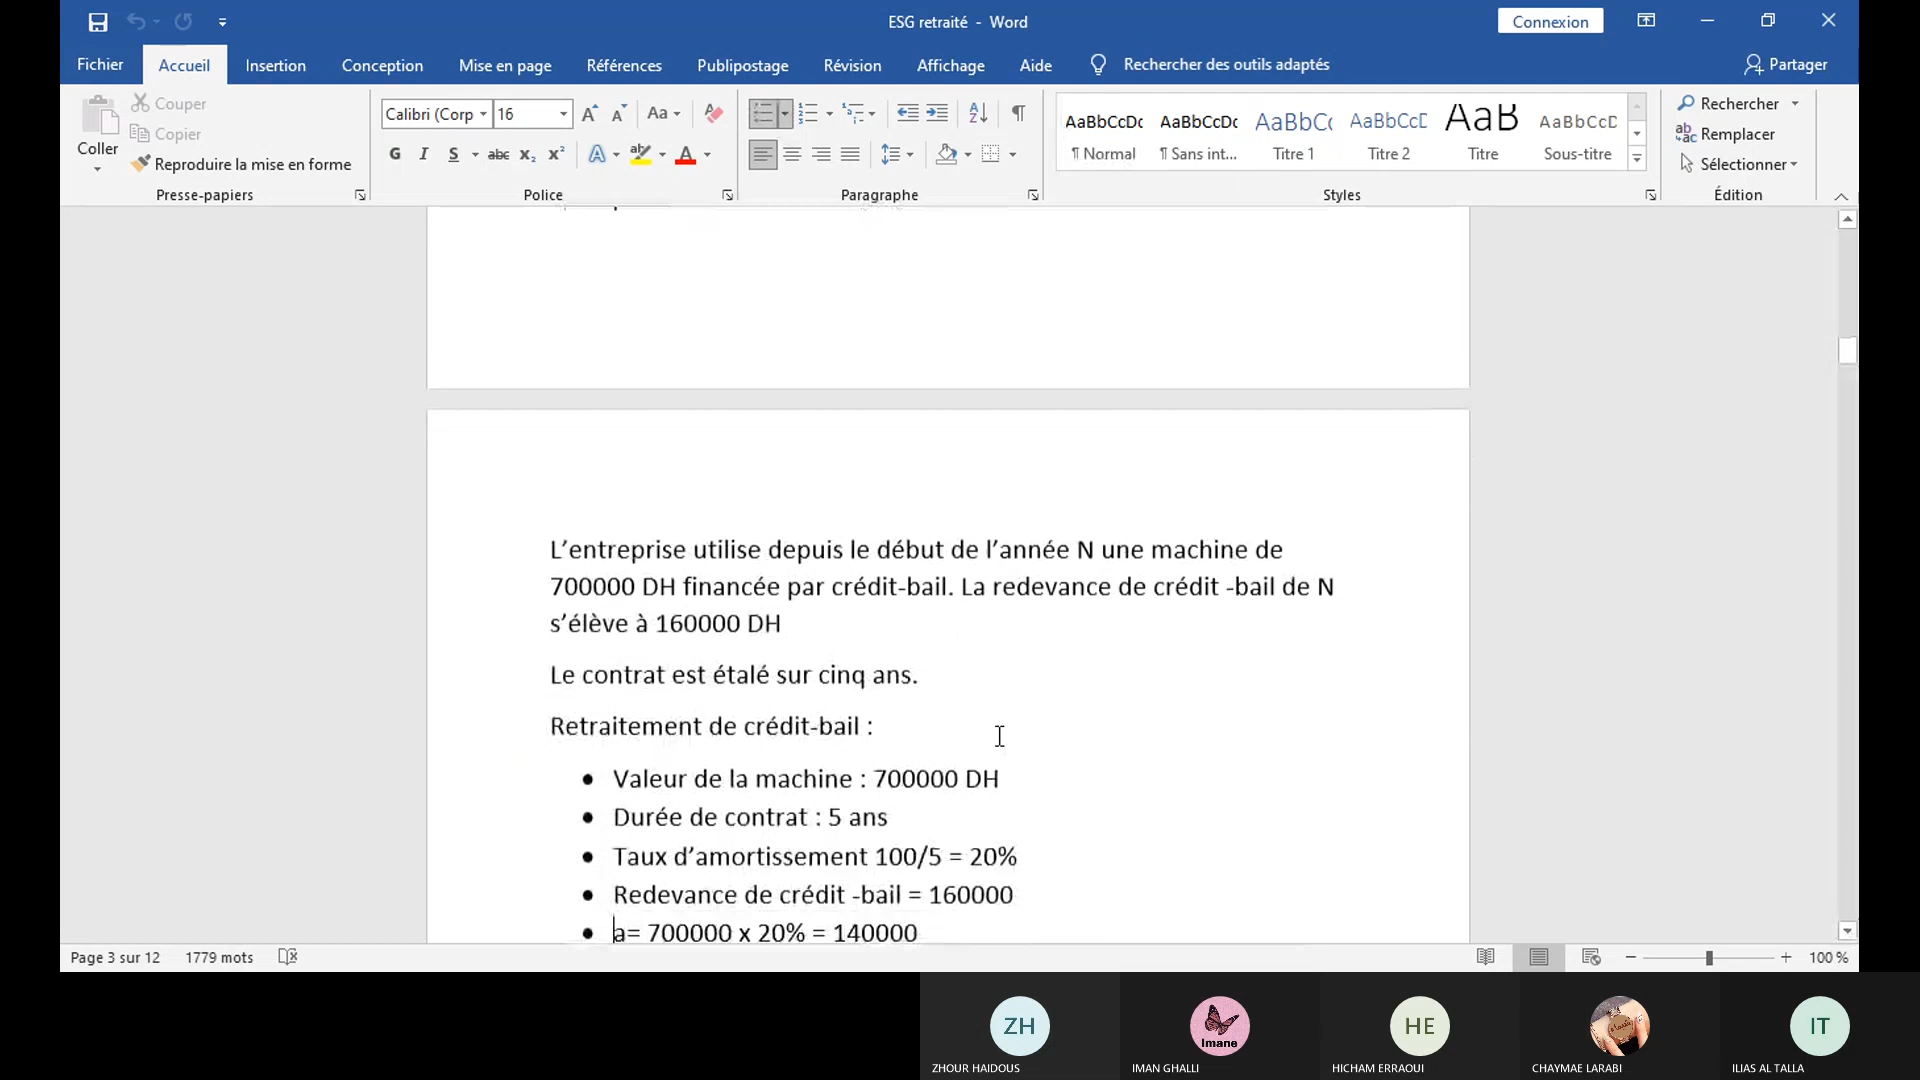 ESG retraité - Word
Connexion
Fichier
Accueil
Insertion
Conception
Mise en page
Références
Publipostage
Révision
Affichage
Aide
Rechercher des outils adaptés
Partager
Coller
Couper
Copier
Reproduire la mise en forme
Presse-papiers
Calibri (Corp
16
Aa
G I S abc x₂ x²
Police
Paragraphe
AaBbCcDc
¶ Normal
AaBbCcDc
¶ Sans int...
AaBbCc
Titre 1
AaBbCcD
Titre 2
AaB
Titre
AaBbCcD
Sous-titre
Styles
Rechercher
Remplacer
Sélectionner
Édition
L’entreprise utilise depuis le début de l’année N une machine de
700000 DH financée par crédit-bail. La redevance de crédit -bail de N
s’élève à 160000 DH
Le contrat est étalé sur cinq ans.
Retraitement de crédit-bail :
• Valeur de la machine : 700000 DH
• Durée de contrat : 5 ans
• Taux d’amortissement 100/5 = 20%
• Redevance de crédit -bail = 160000
• a= 700000 x 20% = 140000
Page 3 sur 12
1779 mots
100 %
ZH
ZHOUR HAIDOUS
Imane
IMAN GHALLI
HE
HICHAM ERRAOUI
CHAYMAE LARABI
IT
ILIAS AL TALLA